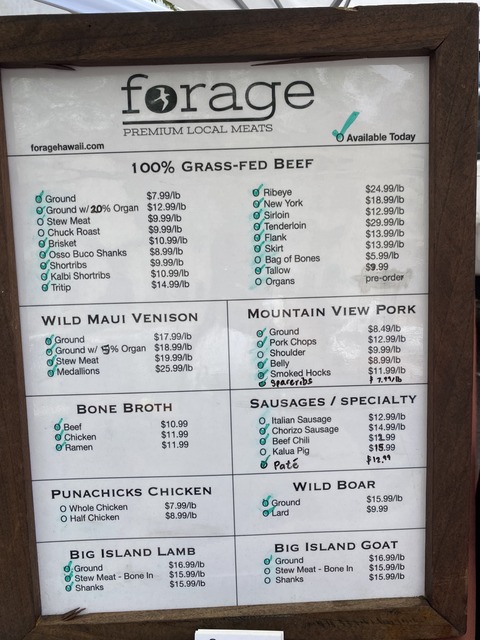 forage
PREMIUM LOCAL MEATS
foragehawaii.com
Available Today
100% GRASS-FED BEEF
Ground $7.99/lb
Ground w/ 20% Organ $12.99/lb
Stew Meat $9.99/lb
Chuck Roast $9.99/lb
Brisket $10.99/lb
Osso Buco Shanks $8.99/lb
Shortribs $9.99/lb
Kalbi Shortribs $10.99/lb
Tritip $14.99/lb
Ribeye $24.99/lb
New York $18.99/lb
Sirloin $12.99/lb
Tenderloin $29.99/lb
Flank $13.99/lb
Skirt $13.99/lb
Bag of Bones $5.99/lb
Tallow $9.99
Organs pre-order
WILD MAUI VENISON
Ground $17.99/lb
Ground w/ 5% Organ $18.99/lb
Stew Meat $19.99/lb
Medallions $25.99/lb
MOUNTAIN VIEW PORK
Ground $8.49/lb
Pork Chops $12.99/lb
Shoulder $9.99/lb
Belly $8.99/lb
Smoked Hocks $11.99/lb
Spareribs $7.99/lb
BONE BROTH
Beef $10.99
Chicken $11.99
Ramen $11.99
SAUSAGES / SPECIALTY
Italian Sausage $12.99/lb
Chorizo Sausage $14.99/lb
Beef Chili $12.99
Kalua Pig $15.99
Paté $12.99
PUNACHICKS CHICKEN
Whole Chicken $7.99/lb
Half Chicken $8.99/lb
WILD BOAR
Ground $15.99/lb
Lard $9.99
BIG ISLAND LAMB
Ground $16.99/lb
Stew Meat - Bone In $15.99/lb
Shanks $15.99/lb
BIG ISLAND GOAT
Ground $16.99/lb
Stew Meat - Bone In $15.99/lb
Shanks $15.99/lb